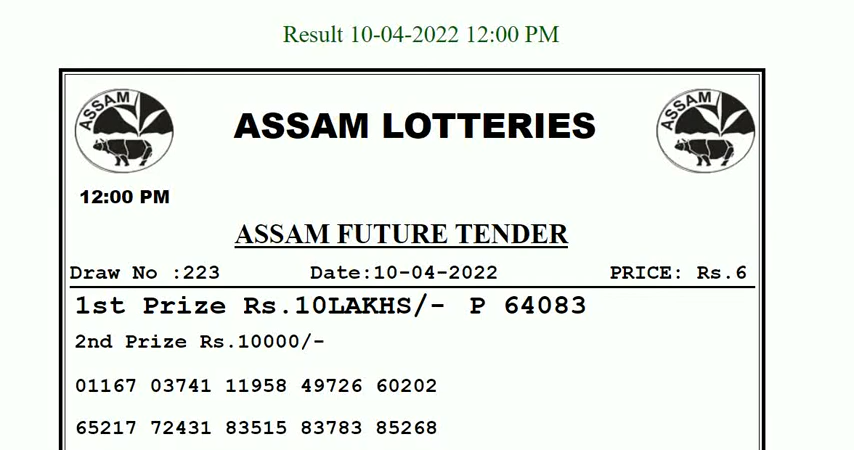 Result 10-04-2022 12:00 PM
ASSAM
ASSAM LOTTERIES
ASSAM
12:00 PM
ASSAM FUTURE TENDER
Draw No :223 Date:10-04-2022 PRICE: Rs.6
1st Prize Rs.10LAKHS/- P 64083
2nd Prize Rs.10000/-
01167 03741 11958 49726 60202
65217 72431 83515 83783 85268